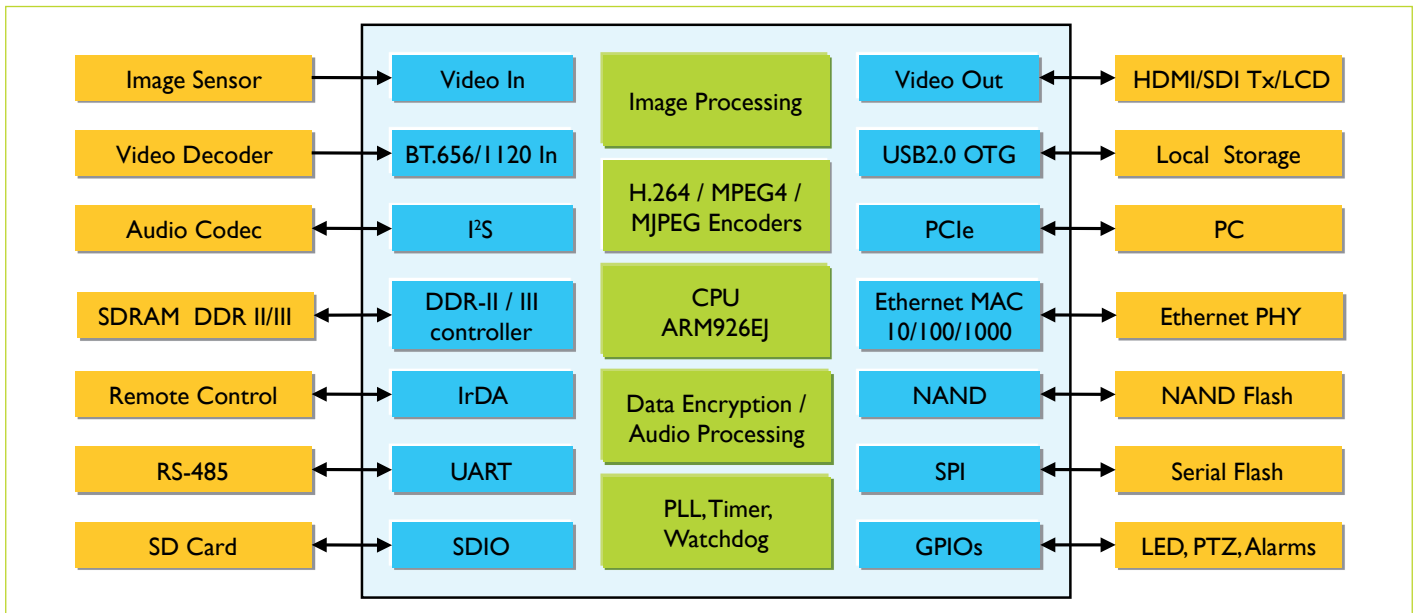 Image Sensor
Video In
Image Processing
Video Out
HDMI/SDI Tx/LCD
Video Decoder
BT.656/1120 In
USB2.0 OTG
Local Storage
H.264 / MPEG4 /
MJPEG Encoders
Audio Codec
I²S
PCIe
PC
SDRAM DDR II/III
DDR-II / III
controller
CPU
ARM926EJ
Ethernet MAC
10/100/1000
Ethernet PHY
Remote Control
IrDA
Data Encryption /
Audio Processing
NAND
NAND Flash
RS-485
UART
SPI
Serial Flash
PLL, Timer,
Watchdog
SD Card
SDIO
GPIOs
LED, PTZ, Alarms